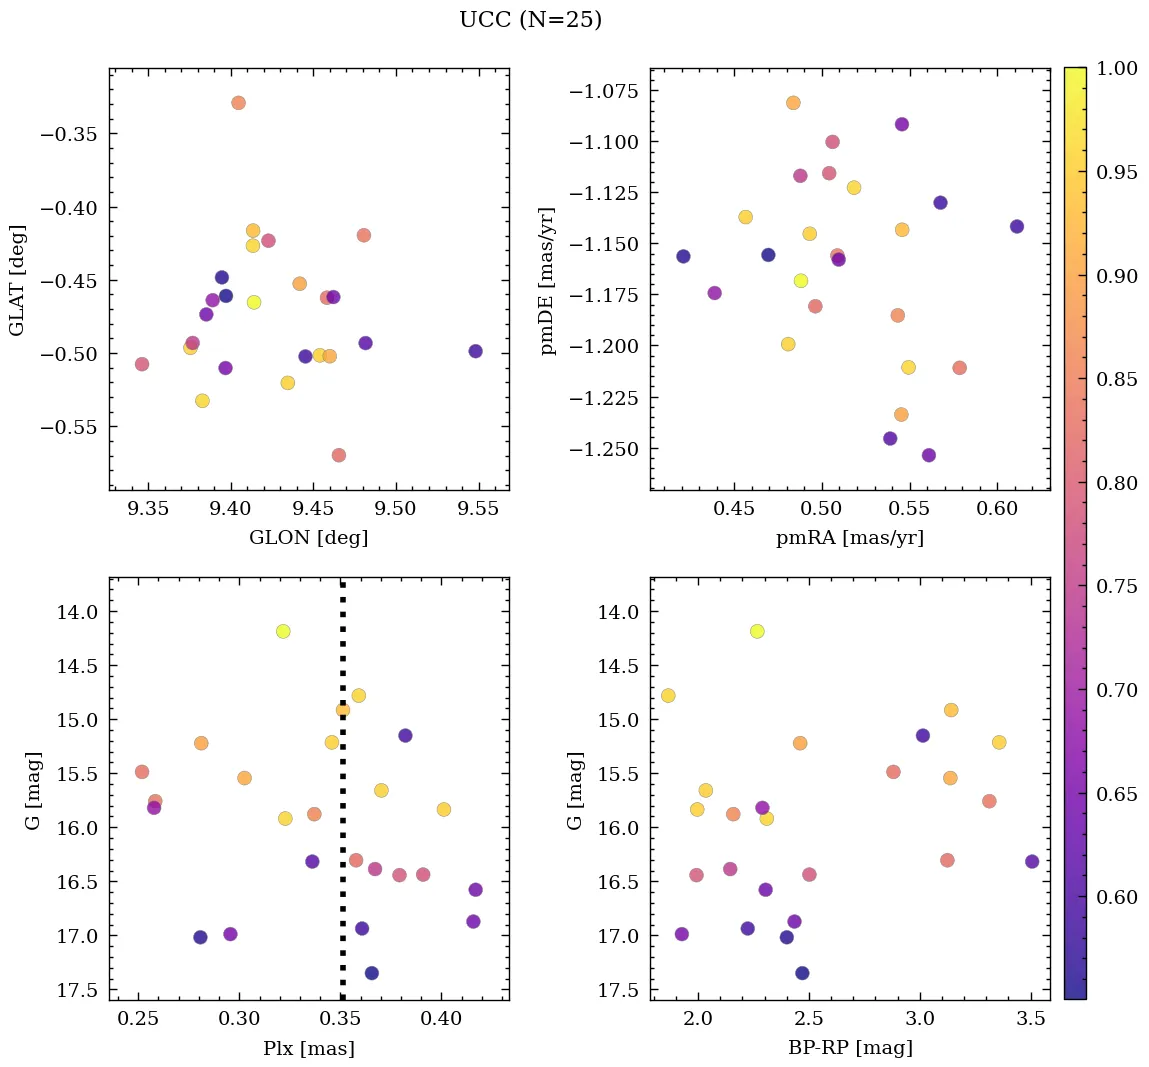 UCC (N=25)
−0.35
−0.40
−0.45
−0.50
−0.55
GLAT [deg]
9.35 9.40 9.45 9.50 9.55
GLON [deg]
−1.075
−1.100
−1.125
−1.150
−1.175
−1.200
−1.225
−1.250
pmDE [mas/yr]
0.45 0.50 0.55 0.60
pmRA [mas/yr]
14.0
14.5
15.0
15.5
16.0
16.5
17.0
17.5
G [mag]
0.25 0.30 0.35 0.40
Plx [mas]
14.0
14.5
15.0
15.5
16.0
16.5
17.0
17.5
G [mag]
2.0 2.5 3.0 3.5
BP-RP [mag]
1.00
0.95
0.90
0.85
0.80
0.75
0.70
0.65
0.60